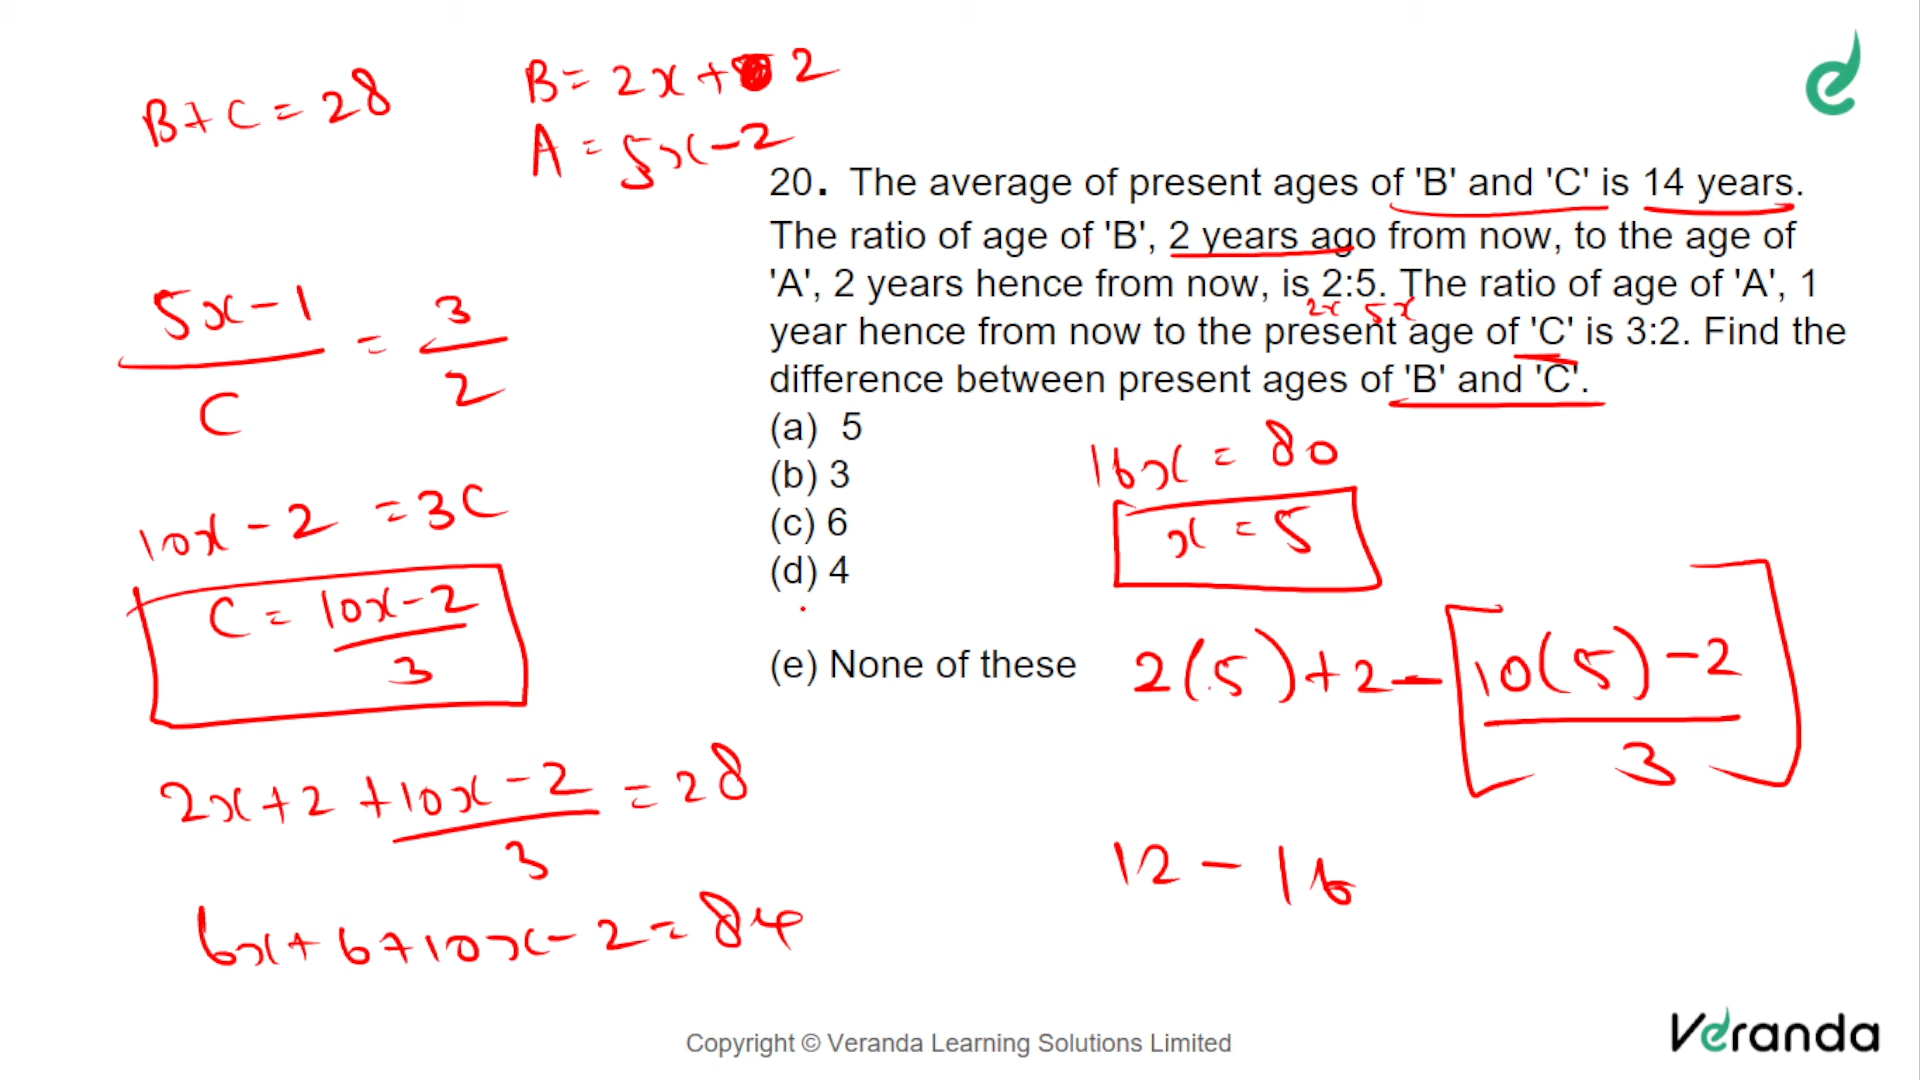 B+C=28
B=2x+2
A=5x-2
20. The average of present ages of 'B' and 'C' is 14 years.
The ratio of age of 'B', 2 years ago from now, to the age of
'A', 2 years hence from now, is 2:5. The ratio of age of 'A', 1
2x 5x
year hence from now to the present age of 'C' is 3:2. Find the
difference between present ages of 'B' and 'C'.
(a) 5
(b) 3
(c) 6
(d) 4
(e) None of these
5x-1/C = 3/2
10x-2 =3C
C= 10x-2/3
2x+2+10x-2/3=28
6x+6+10x-2=84
16x=80
x=5
2(5)+2-[10(5)-2/3]
12-16
Copyright © Veranda Learning Solutions Limited
Veranda